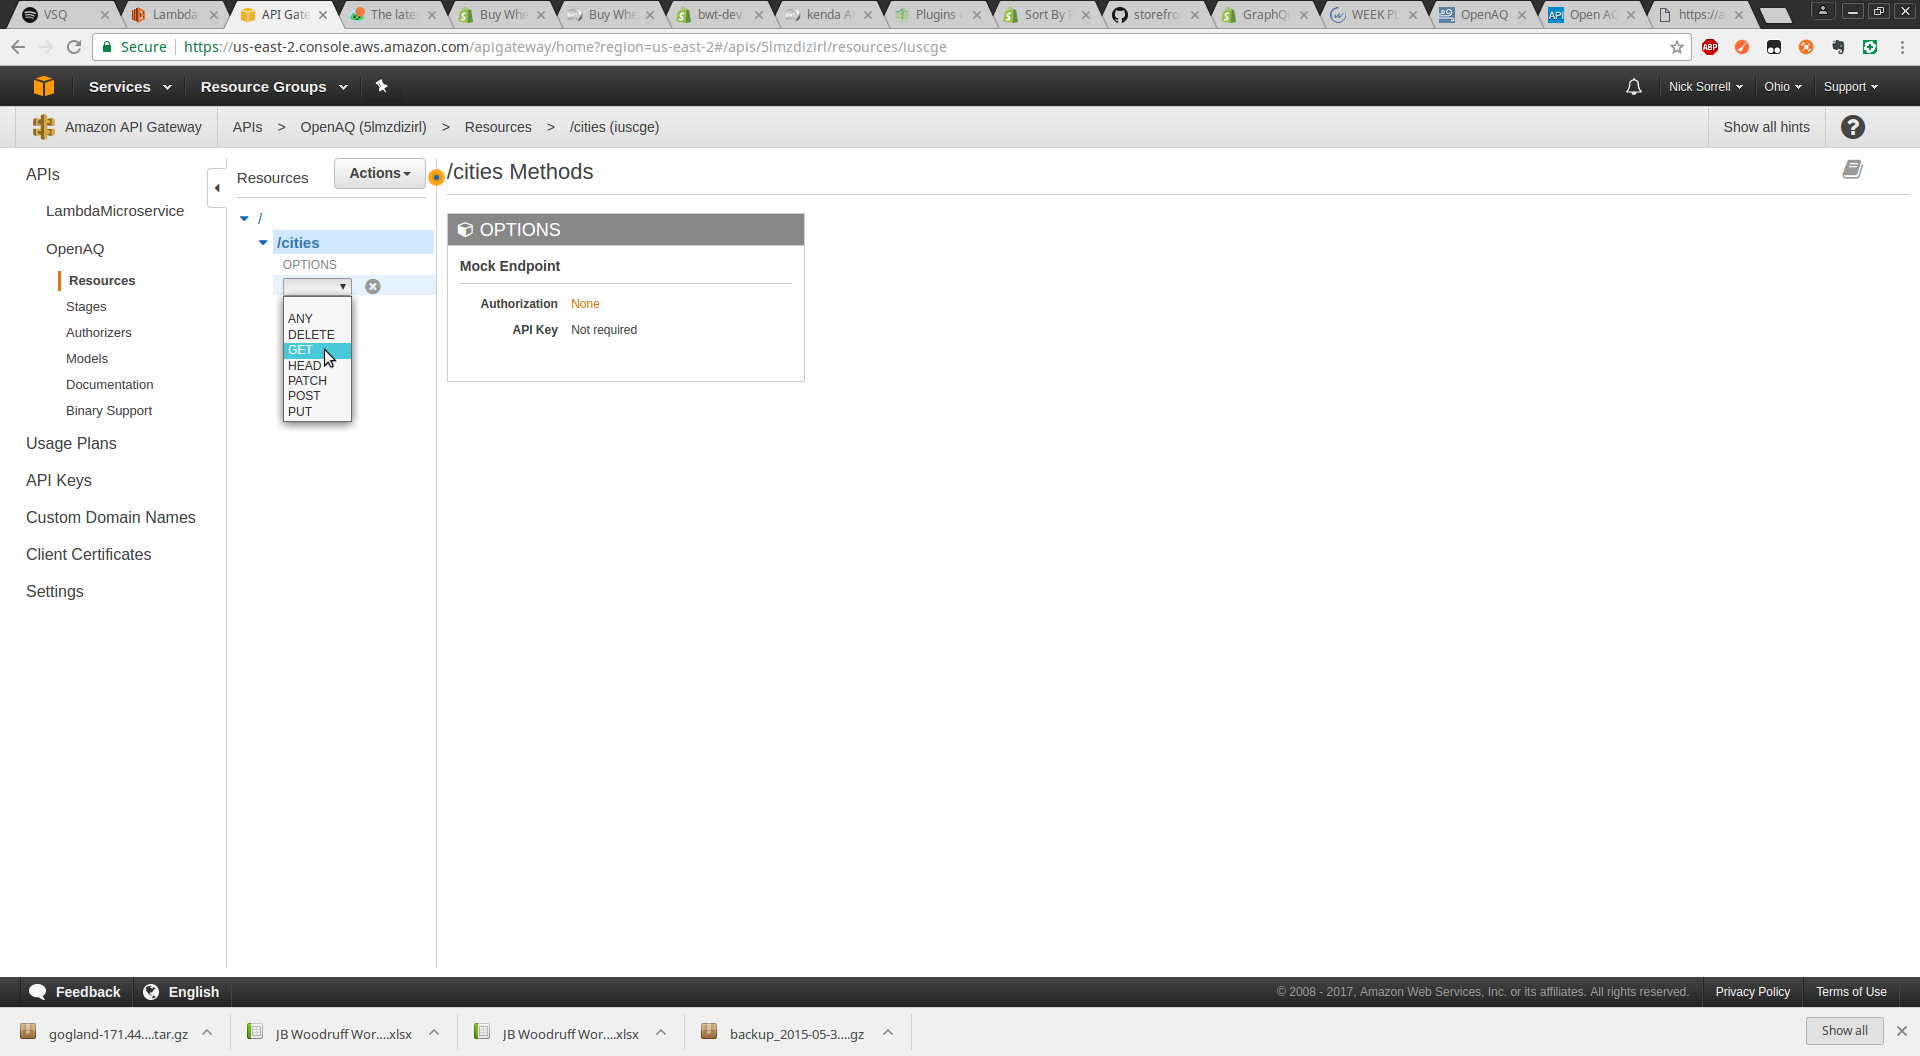 VSQ
Lambda
API Gate
The late
Buy Whe
Buy Whe
bwt-dev
kenda A
Plugins
Sort By
storefro
GraphQL
WEEK PL
OpenAQ
API Open AQ
https://a
Secure
https://us-east-2.console.aws.amazon.com/apigateway/home?region=us-east-2#/apis/5lmzdizirl/resources/iuscge
ABP
Services
Resource Groups
Nick Sorrell
Ohio
Support
Amazon API Gateway
APIs > OpenAQ (5lmzdizirl) > Resources > /cities (iuscge)
Show all hints
?
APIs
LambdaMicroservice
OpenAQ
Resources
Stages
Authorizers
Models
Documentation
Binary Support
Usage Plans
API Keys
Custom Domain Names
Client Certificates
Settings
Resources
Actions
/
/cities
OPTIONS
ANY
DELETE
GET
HEAD
PATCH
POST
PUT
/cities Methods
OPTIONS
Mock Endpoint
Authorization None
API Key Not required
Feedback
English
© 2008 - 2017, Amazon Web Services, Inc. or its affiliates. All rights reserved.
Privacy Policy
Terms of Use
gogland-171.44....tar.gz
JB Woodruff Wor....xlsx
JB Woodruff Wor....xlsx
backup_2015-05-3....gz
Show all